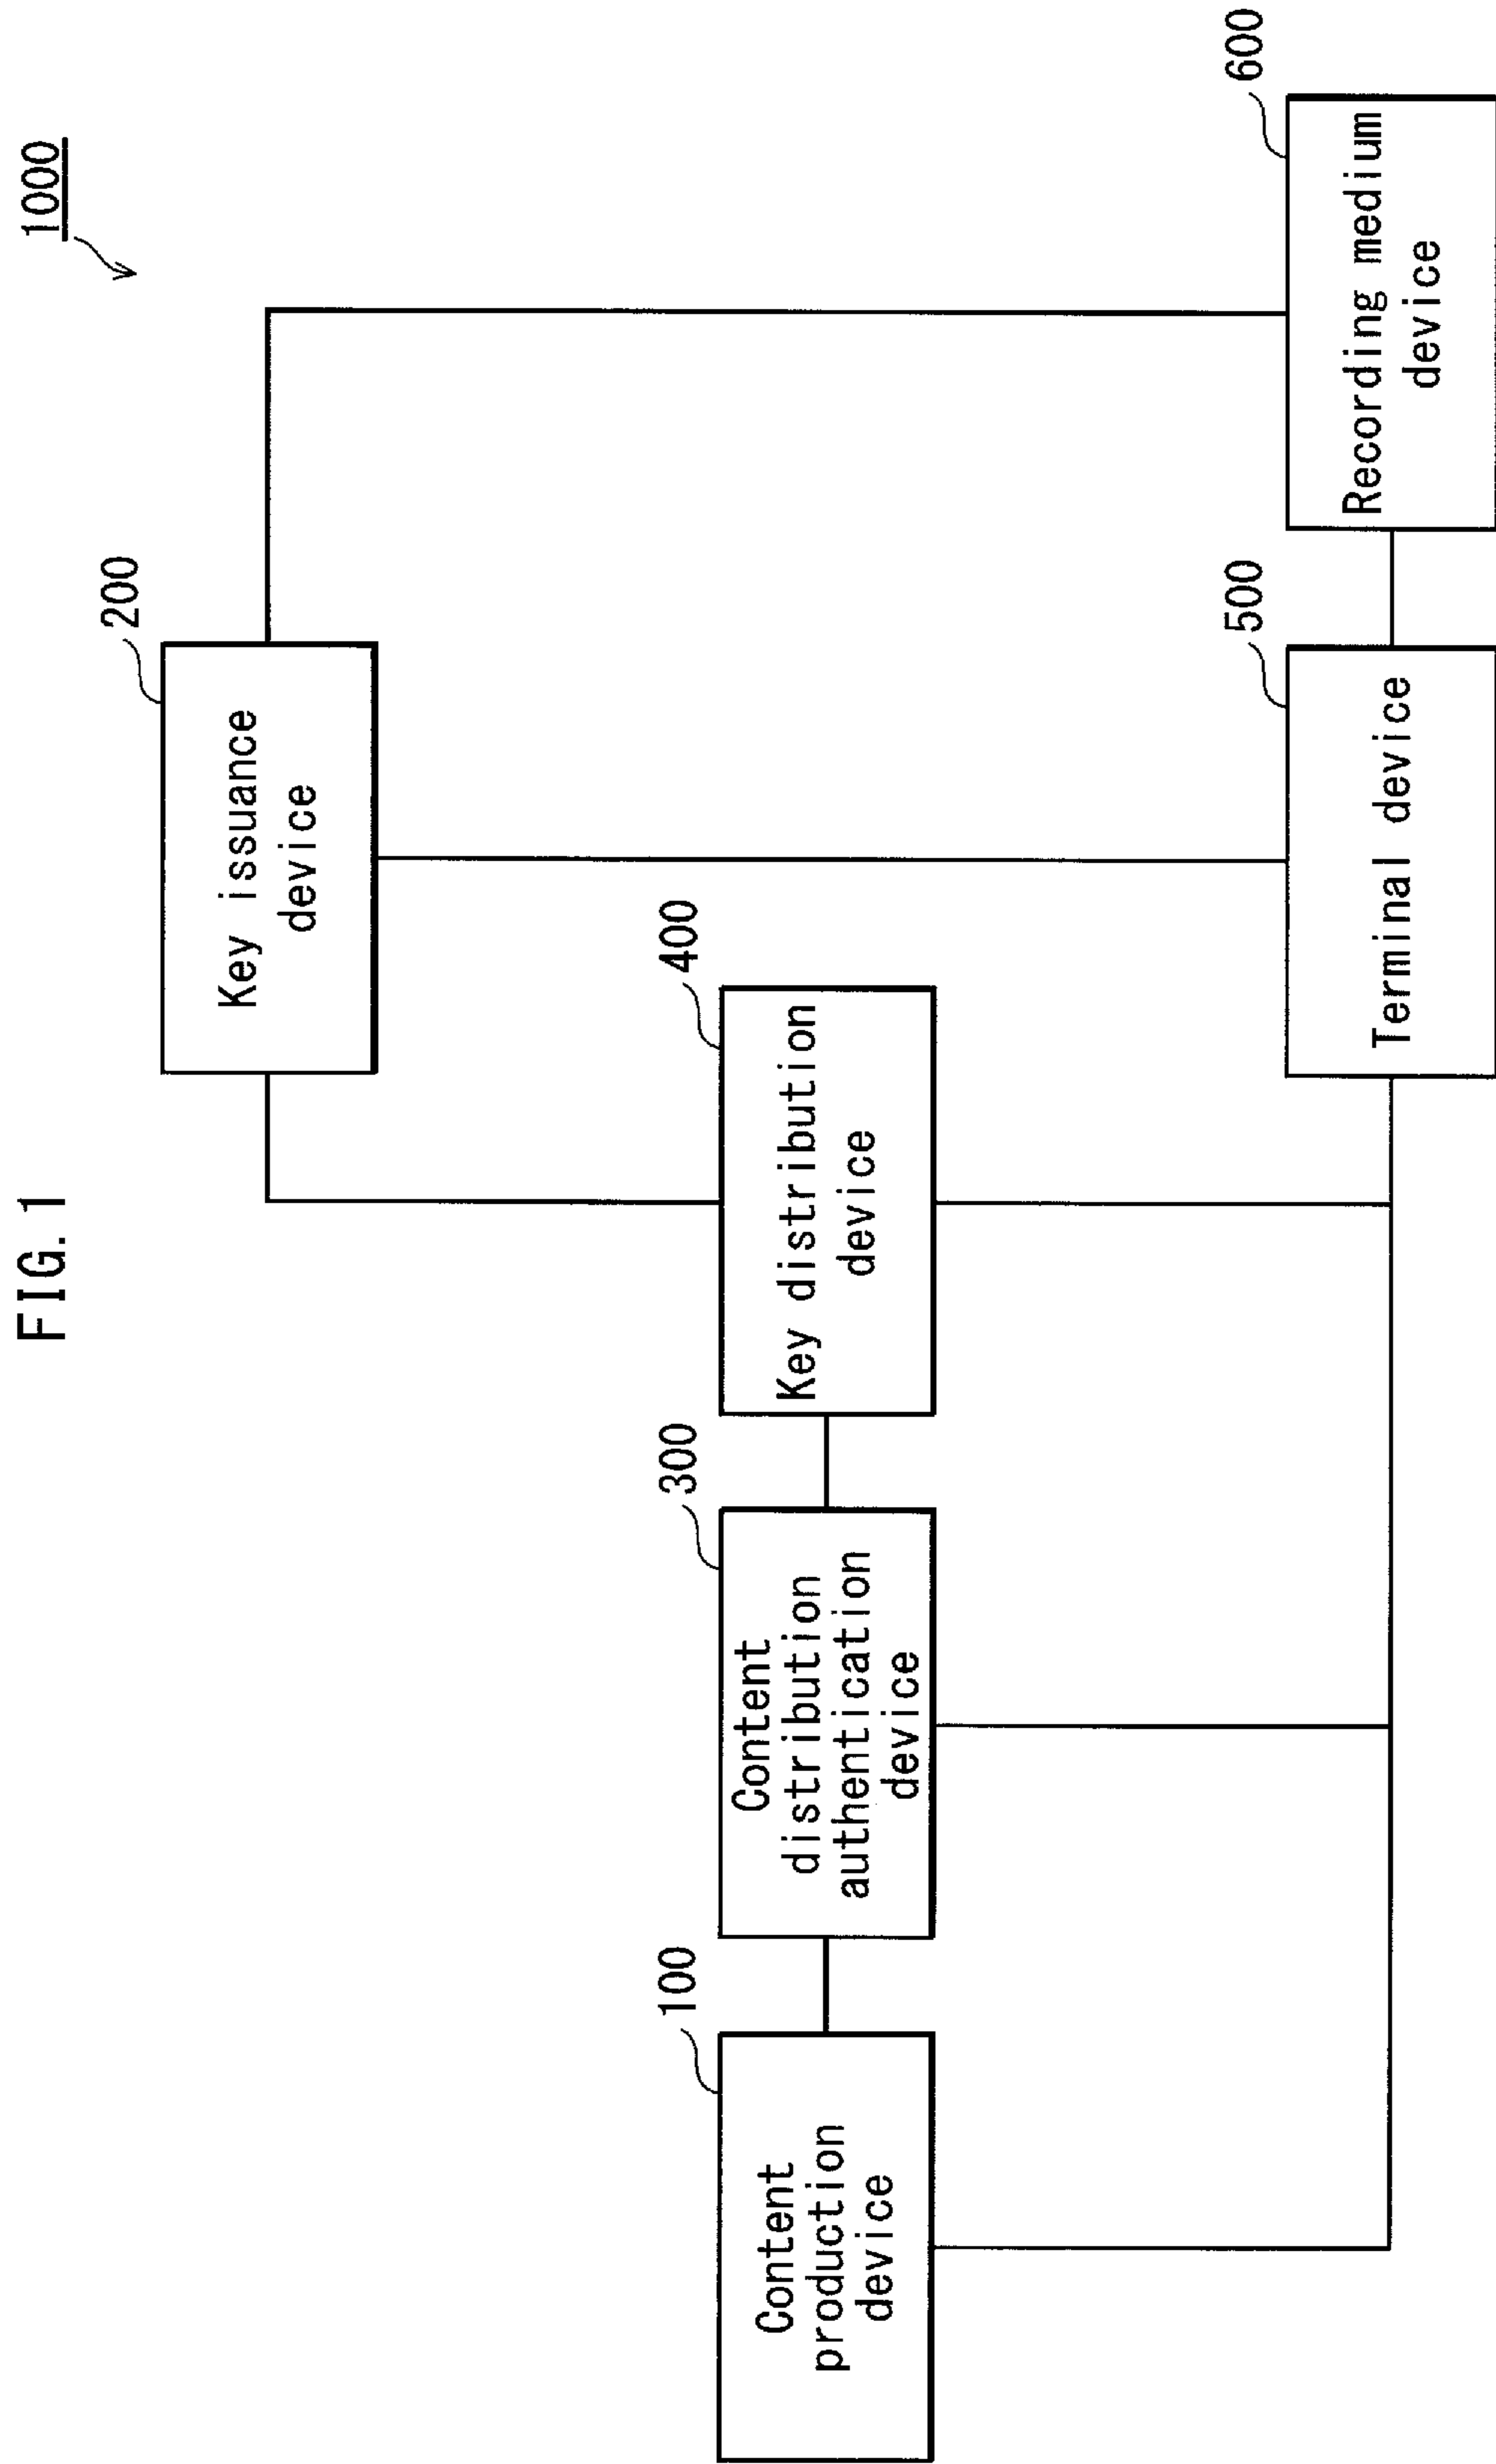 FIG. 1
1000
200
Key issuance
device
100
Content
production
device
300
Content
distribution
authentication
device
400
Key distribution
device
500
Terminal device
600
Recording medium
device